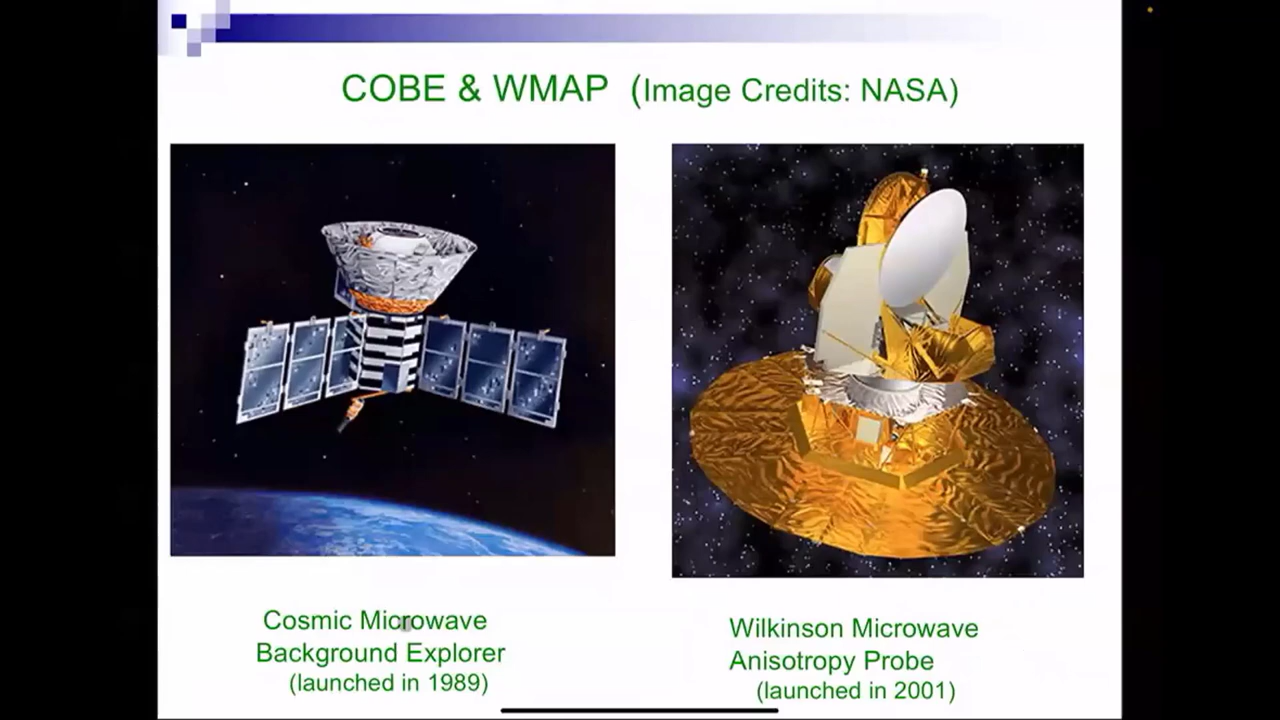 COBE & WMAP (Image Credits: NASA)
Cosmic Microwave
Background Explorer
(launched in 1989)
Wilkinson Microwave
Anisotropy Probe
(launched in 2001)